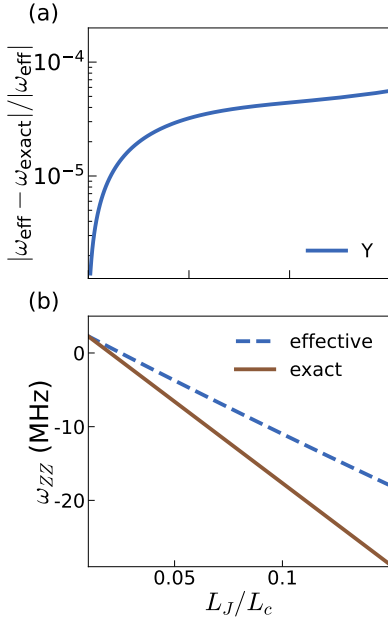 (a)
|ω_eff − ω_exact|/|ω_eff|
10⁻⁴
10⁻⁵
Y
(b)
ω_ZZ (MHz)
0
-10
-20
effective
exact
0.05
0.1
L_J/L_c